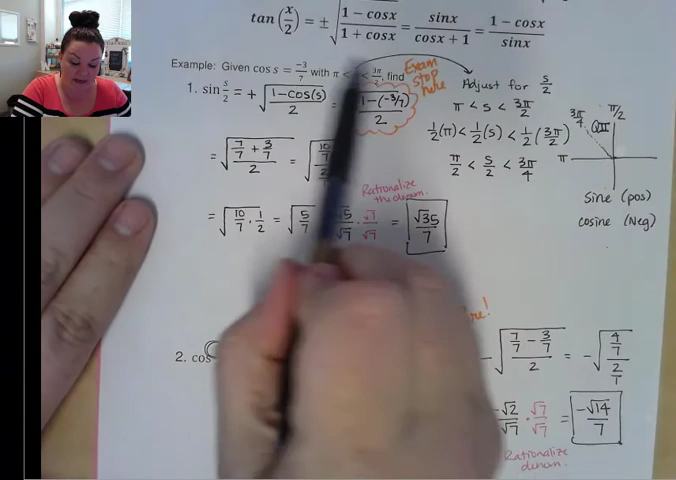 tan(x/2) = ±√((1 − cosx)/(1 + cosx)) = sinx/(cosx + 1) = (1 − cosx)/sinx
Example: Given cos s = −3/7 with π < < 3π/2, find
Exam stop here
1. sin s/2 = + √((1−cos(s))/2) = 1−(−3/7)/2
= √((7/7 + 3/7)/2) = √(10/7
Rationalize the denom.
= √(10/7 · 1/2) = √(5/7) √5/√7 · √7/√7 = √35/7
Adjust for s/2
π < s < 3π/2
1/2(π) < 1/2(s) < 1/2(3π/2)
π/2 < s/2 < 3π/4
3π/4
π/2
QII
π
Sine (pos)
cosine (Neg)
2. cos
√((7/7 − 3/7)/2) = −√((4/7)/(2/1))
−√2/√7 · √7/√7 = −√14/7
Rationalize denom.